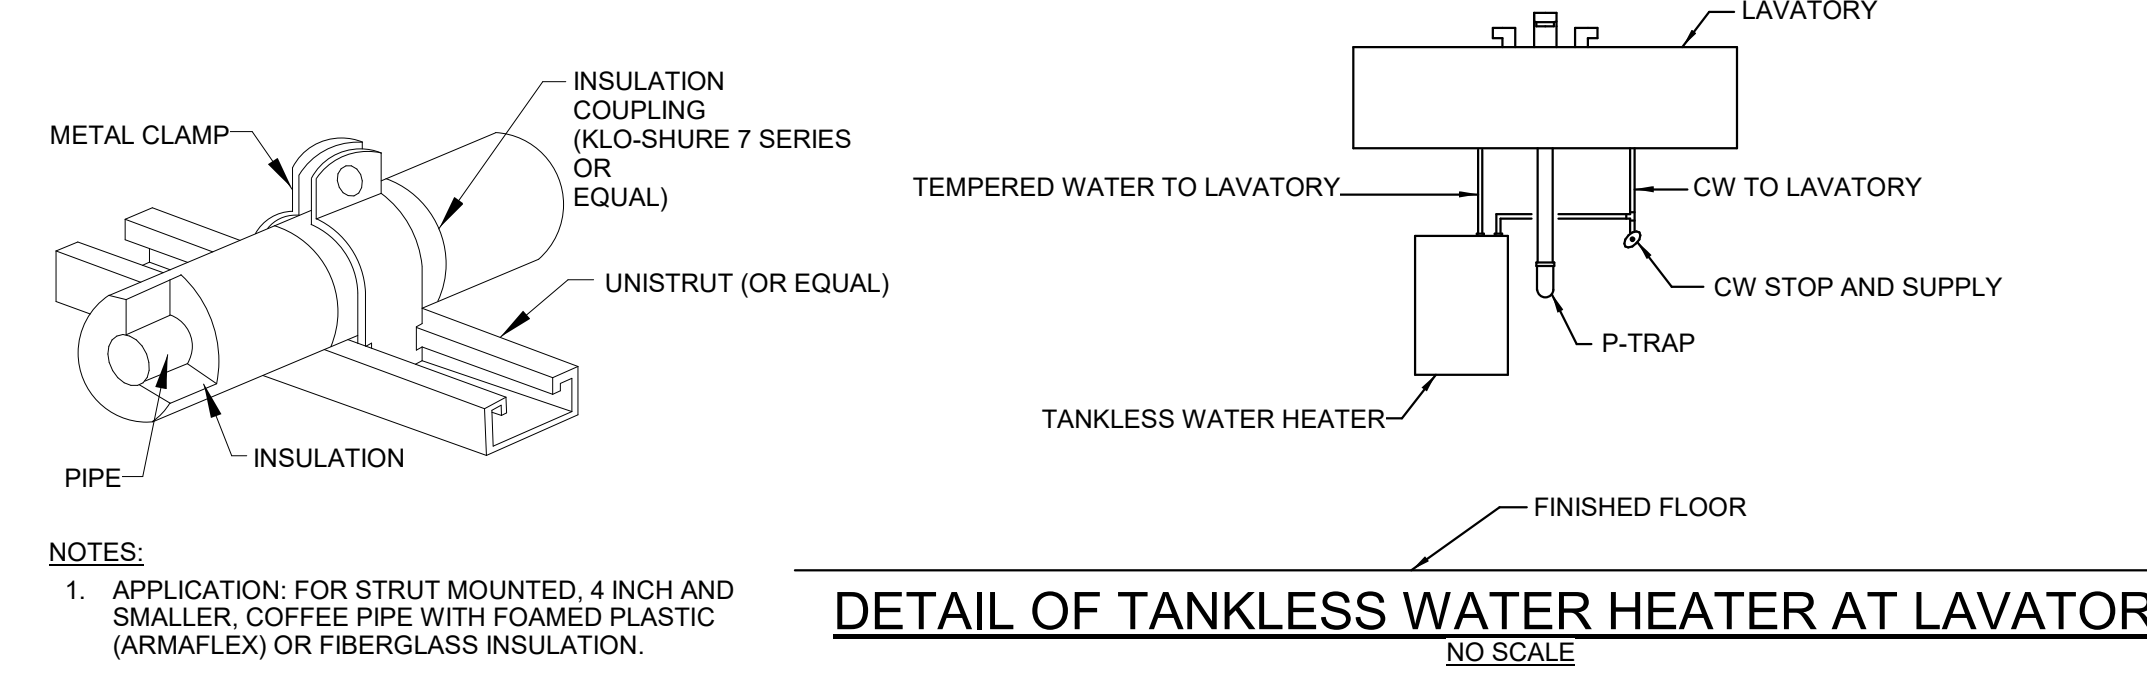 METAL CLAMP
INSULATION
COUPLING
(KLO-SHURE 7 SERIES
OR
EQUAL)
UNISTRUT (OR EQUAL)
INSULATION
PIPE
NOTES:
1. APPLICATION: FOR STRUT MOUNTED, 4 INCH AND
SMALLER, COFFEE PIPE WITH FOAMED PLASTIC
(ARMAFLEX) OR FIBERGLASS INSULATION.
LAVATORY
TEMPERED WATER TO LAVATORY
CW TO LAVATORY
CW STOP AND SUPPLY
P-TRAP
TANKLESS WATER HEATER
FINISHED FLOOR
DETAIL OF TANKLESS WATER HEATER AT LAVATOR
NO SCALE